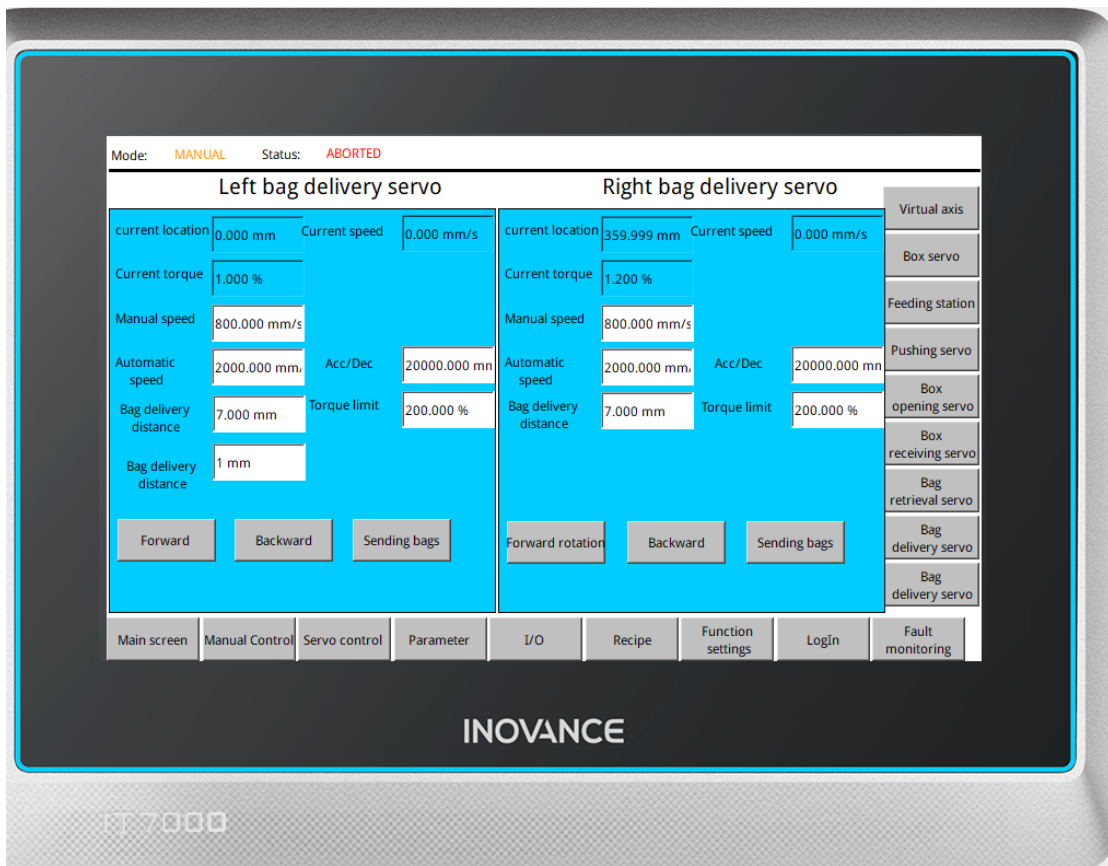 Mode: MANUAL Status: ABORTED
Left bag delivery servo
Right bag delivery servo
current location 0.000 mm Current speed 0.000 mm/s
Current torque 1.000 %
Manual speed 800.000 mm/s
Automatic speed 2000.000 mm/ Acc/Dec 20000.000 mm
Bag delivery distance 7.000 mm Torque limit 200.000 %
Bag delivery distance 1 mm
Forward Backward Sending bags
current location 359.999 mm Current speed 0.000 mm/s
Current torque 1.200 %
Manual speed 800.000 mm/s
Automatic speed 2000.000 mm/ Acc/Dec 20000.000 mm
Bag delivery distance 7.000 mm Torque limit 200.000 %
Forward rotation Backward Sending bags
Virtual axis
Box servo
Feeding station
Pushing servo
Box
opening servo
Box
receiving servo
Bag
retrieval servo
Bag
delivery servo
Bag
delivery servo
Main screen Manual Control Servo control Parameter I/O Recipe Function settings LogIn Fault monitoring
INOVANCE
IT7000